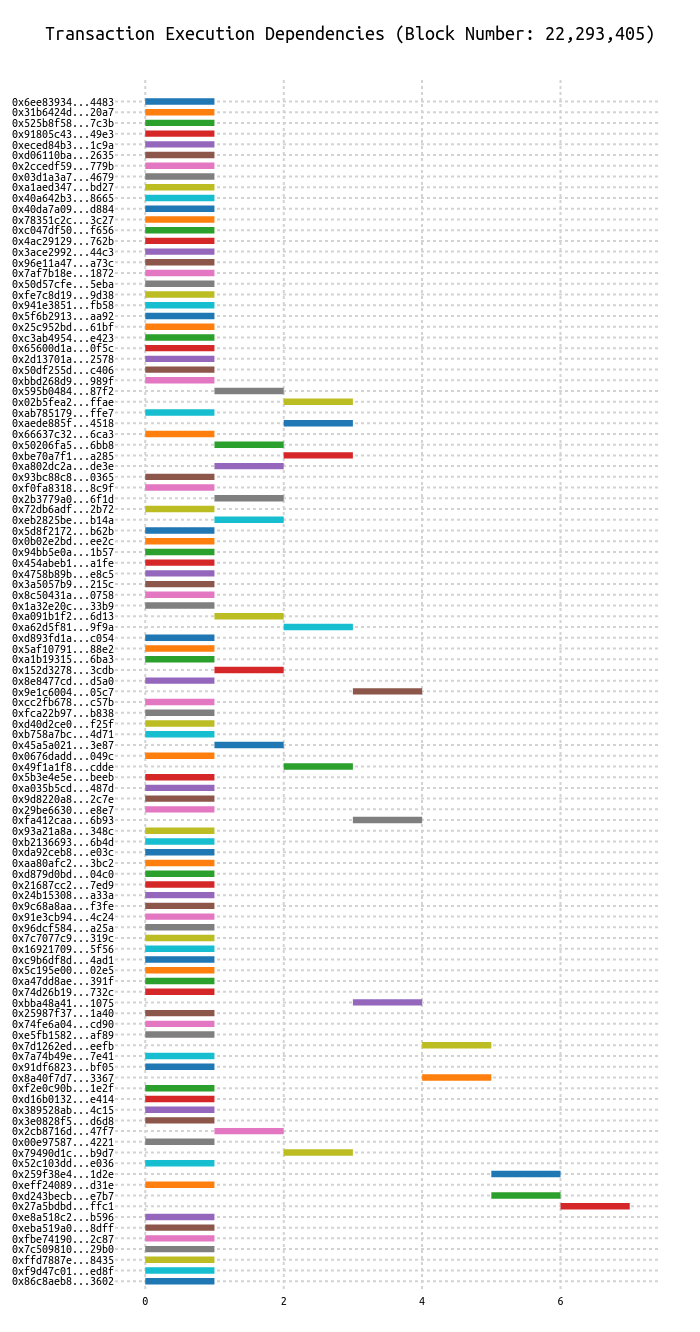 Transaction Execution Dependencies (Block Number: 22,293,405)
0x6ee83934...4483
0x31b6424d...20a7
0x525b8f58...7c3b
0x91805c43...49e3
0xeced84b3...1c9a
0xd06110ba...2635
0x2ccedf59...779b
0x03d1a3a7...4679
0xa1aed347...bd27
0x40a642b3...8665
0x40da7a09...d884
0x78351c2c...3c27
0xc047df50...f656
0x4ac29129...762b
0x3ace2992...44c3
0x96e11a47...a73c
0x7af7b18e...1872
0x50d57cfe...5eba
0xfe7c8d19...9d38
0x941e3851...fb58
0x5f6b2913...aa92
0x25c952bd...61bf
0xc3ab4954...e423
0x65600d1a...0f5c
0x2d13701a...2578
0x50df255d...c406
0xbbd268d9...989f
0x595b0484...87f2
0x02b5fea2...ffae
0xab785179...ffe7
0xaede885f...4518
0x66637c32...6ca3
0x50206fa5...6bb8
0xbe70a7f1...a285
0xa802dc2a...de3e
0x93bc88c8...0365
0xf0fa8318...8c9f
0x2b3779a0...6f1d
0x72db6adf...2b72
0xeb2825be...b14a
0x5d8f2172...b62b
0x0b02e2bd...ee2c
0x94bb5e0a...1b57
0x454abeb1...a1fe
0x4758b89b...e8c5
0x3a5057b9...215c
0x8c50431a...0758
0x1a32e20c...33b9
0xa091b1f2...6d13
0xa62d5f81...9f9a
0xd893fd1a...c054
0x5af10791...88e2
0xa1b19315...6ba3
0x152d3278...3cdb
0x8e8477cd...d5a0
0x9e1c6004...05c7
0xcc2fb678...c57b
0xfca22b97...b838
0xd40d2ce0...f25f
0xb758a7bc...4d71
0x45a5a021...3e87
0x0676dadd...049c
0x49f1a1f8...cdde
0x5b3e4e5e...beeb
0xa035b5cd...487d
0x9d8220a8...2c7e
0x29be6630...e8e7
0xfa412caa...6b93
0x93a21a8a...348c
0xb2136693...6b4d
0xda92ceb8...e03c
0xaa80afc2...3bc2
0xd879d0bd...04c0
0x21687cc2...7ed9
0x24b15308...a33a
0x9c68a8aa...f3fe
0x91e3cb94...4c24
0x96dcf584...a25a
0x7c7077c9...319c
0x16921709...5f56
0xc9b6df8d...4ad1
0x5c195e00...02e5
0xa47dd8ae...391f
0x74d26b19...732c
0xbba48a41...1075
0x25987f37...1a40
0x74fe6a04...cd90
0xe5fb1582...af89
0x7d1262ed...eefb
0x7a74b49e...7e41
0x91df6823...bf05
0x8a40f7d7...3367
0xf2e0c90b...1e2f
0xd16b0132...e414
0x389528ab...4c15
0x3e0828f5...d6d8
0x2cb8716d...47f7
0x00e97587...4221
0x79490d1c...b9d7
0x52c103dd...e036
0x259f38e4...1d2e
0xeff24089...d31e
0xd243becb...e7b7
0x27a5bdbd...ffc1
0xe8a518c2...b596
0xeba519a0...8dff
0xfbe74190...2c87
0x7c509810...29b0
0xffd7887e...8435
0xf9d47c01...ed8f
0x86c8aeb8...3602
0 2 4 6